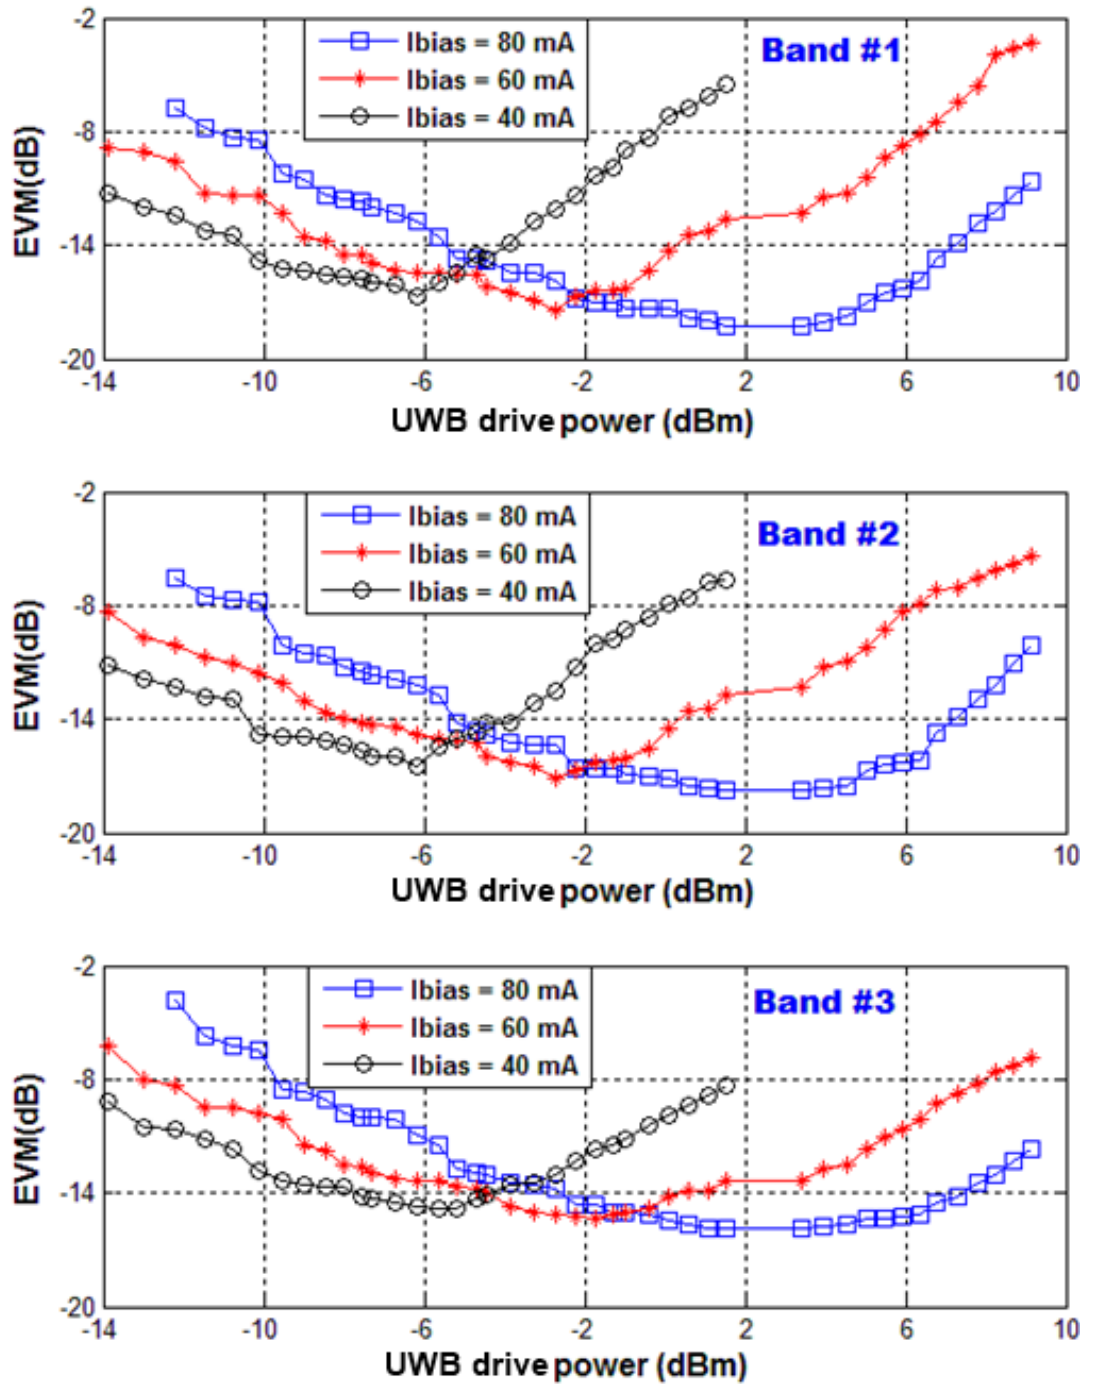 -2
Ibias = 80 mA
Band #1
Ibias = 60 mA
Ibias = 40 mA
-8
EVM(dB)
-14
-20
-14 -10 -6 -2 2 6 10
UWB drive power (dBm)
-2
Ibias = 80 mA
Band #2
Ibias = 60 mA
Ibias = 40 mA
-8
EVM(dB)
-14
-20
-14 -10 -6 -2 2 6 10
UWB drive power (dBm)
-2
Ibias = 80 mA
Band #3
Ibias = 60 mA
Ibias = 40 mA
-8
EVM(dB)
-14
-20
-14 -10 -6 -2 2 6 10
UWB drive power (dBm)